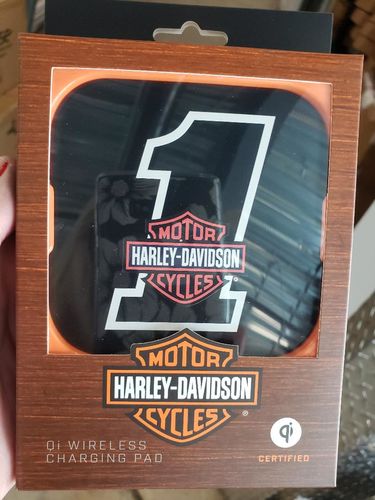 1
MOTOR
HARLEY-DAVIDSON
CYCLES®
MOTOR
HARLEY-DAVIDSON
CYCLES®
Qi WIRELESS
CHARGING PAD
qi
CERTIFIED